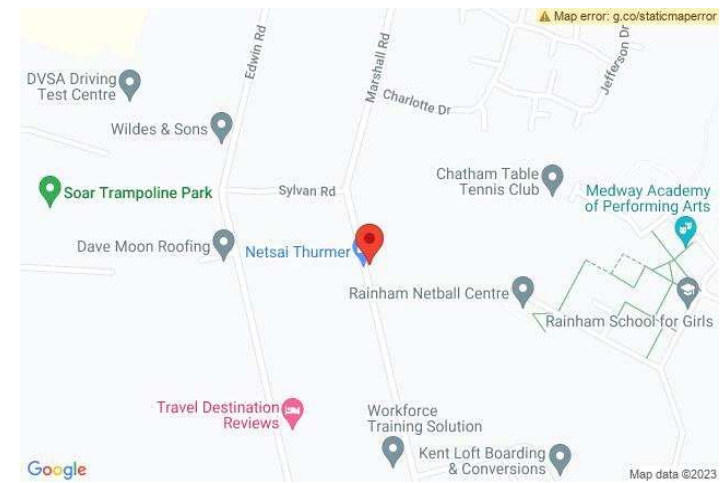 Map error: g.co/staticmaperror
Edwin Rd
Marshall Rd
Jefferson Dr
DVSA Driving
Test Centre
Charlotte Dr
Wildes & Sons
Chatham Table
Tennis Club
Soar Trampoline Park
Sylvan Rd
Medway Academy
of Performing Arts
Dave Moon Roofing
Netsai Thurmer
Rainham Netball Centre
Rainham School for Girls
Travel Destination
Reviews
Workforce
Training Solution
Kent Loft Boarding
& Conversions
Google
Map data ©2023